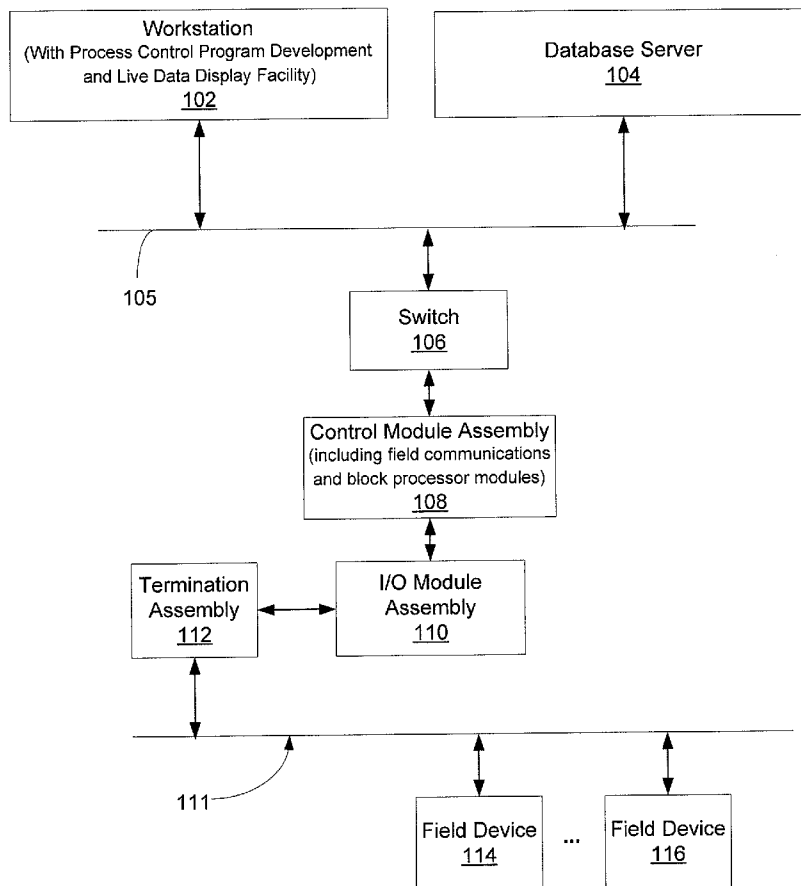 Workstation
(With Process Control Program Development
and Live Data Display Facility)
102
Database Server
104
105
Switch
106
Control Module Assembly
(including field communications
and block processor modules)
108
Termination
Assembly
112
I/O Module
Assembly
110
111
Field Device
114
...
Field Device
116